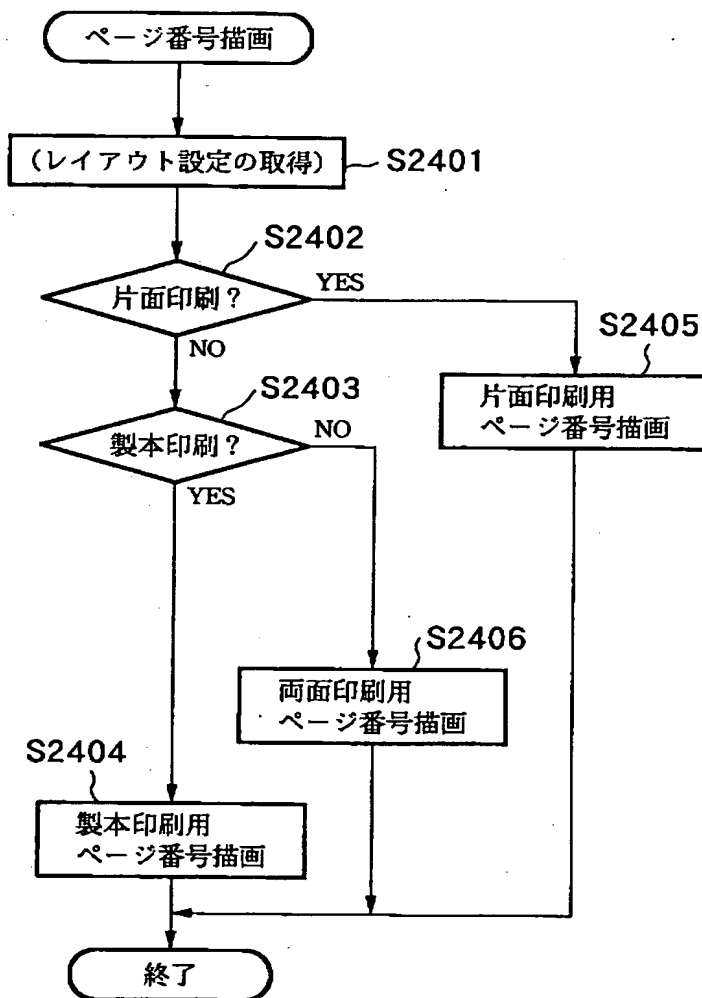 ページ番号描画
(レイアウト設定の取得)
S2401
S2402
片面印刷?
YES
NO
S2405
片面印刷用
ページ番号描画
S2403
製本印刷?
NO
YES
S2406
両面印刷用
ページ番号描画
S2404
製本印刷用
ページ番号描画
終了